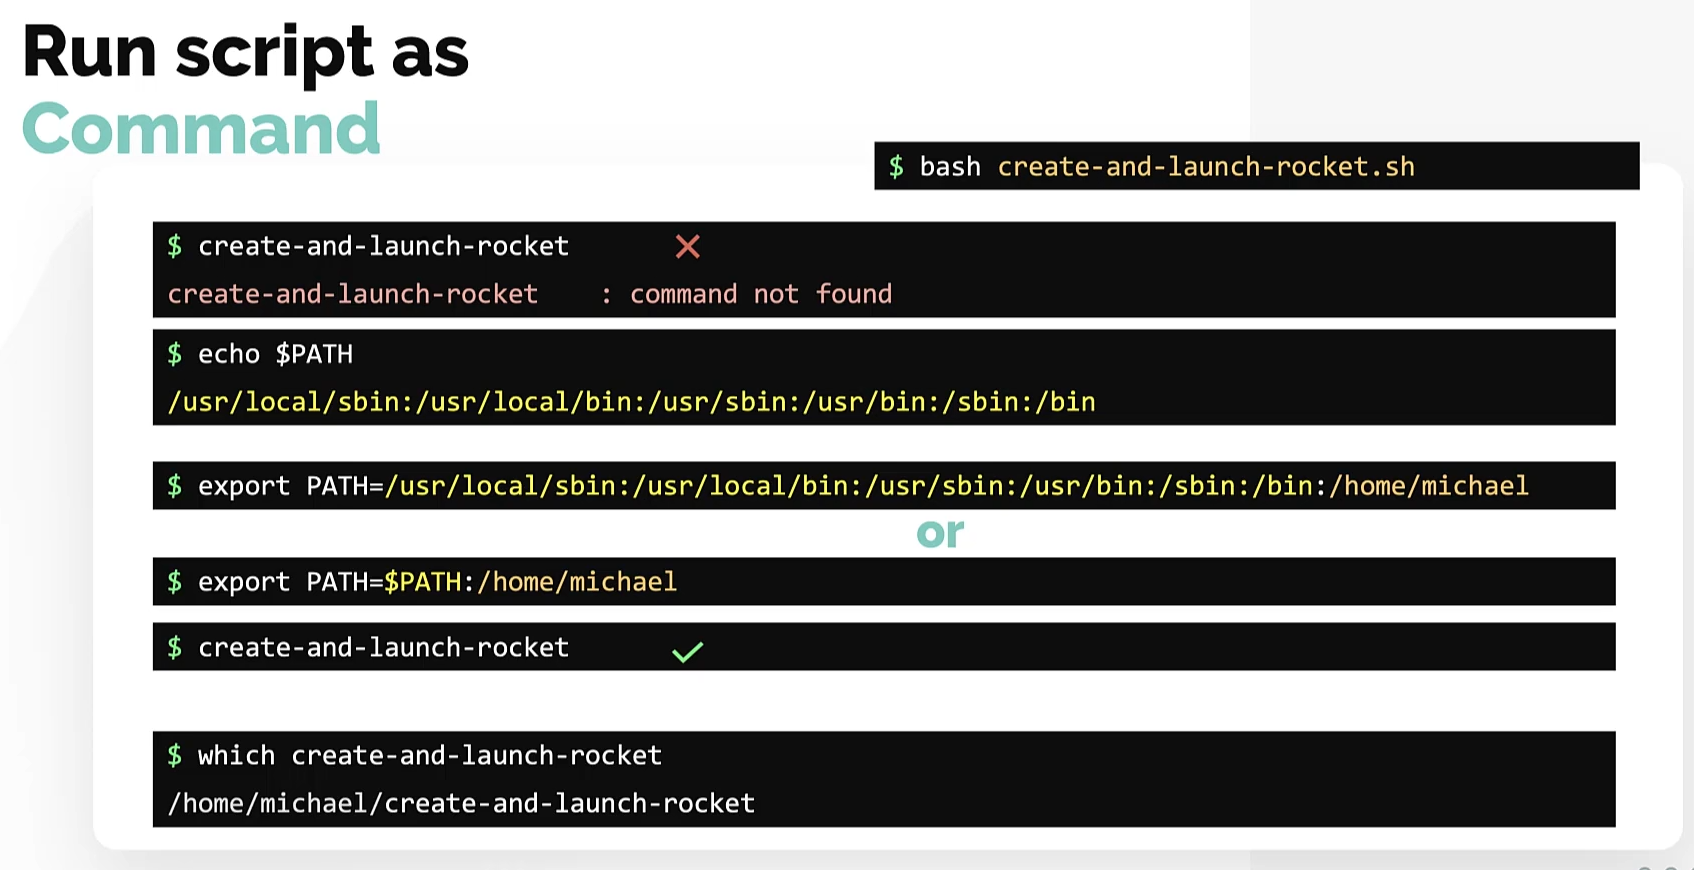 Run script as
Command
$ bash create-and-launch-rocket.sh
$ create-and-launch-rocket
create-and-launch-rocket : command not found
$ echo $PATH
/usr/local/sbin:/usr/local/bin:/usr/sbin:/usr/bin:/sbin:/bin
$ export PATH=/usr/local/sbin:/usr/local/bin:/usr/sbin:/usr/bin:/sbin:/bin:/home/michael
or
$ export PATH=$PATH:/home/michael
$ create-and-launch-rocket
$ which create-and-launch-rocket
/home/michael/create-and-launch-rocket